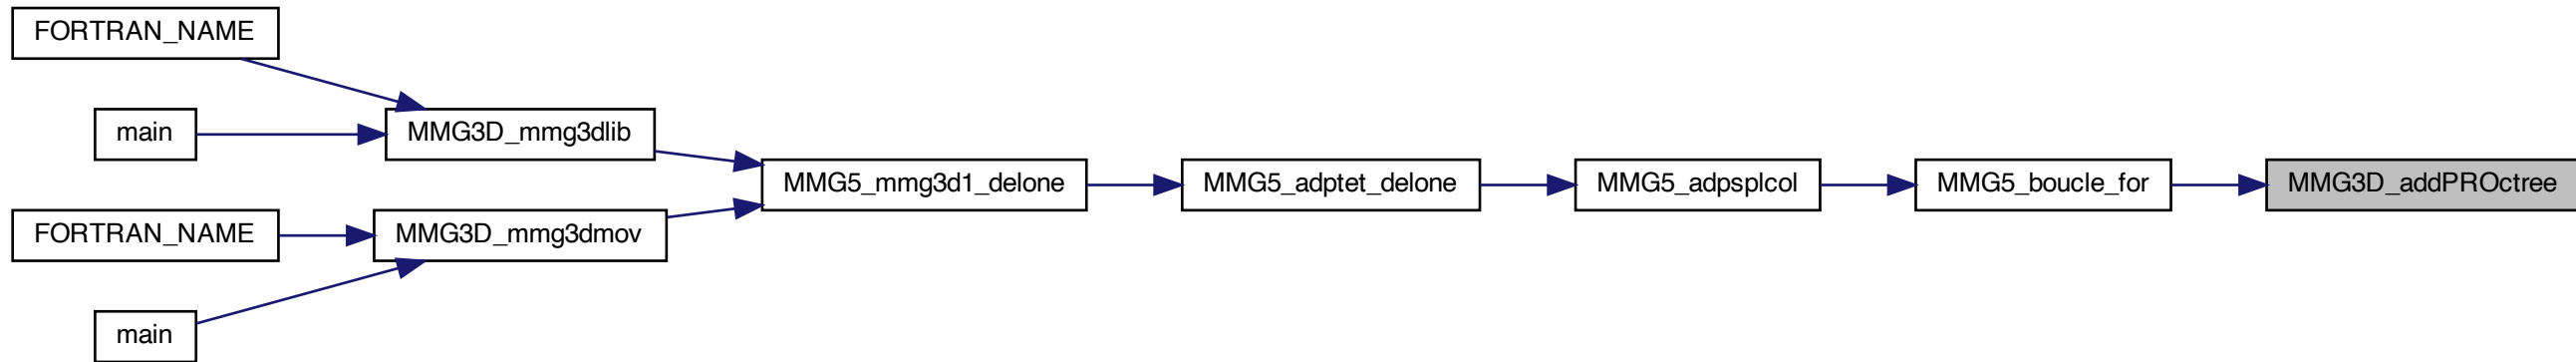 FORTRAN_NAME
main
MMG3D_mmg3dlib
MMG5_mmg3d1_delone
MMG5_adptet_delone
MMG5_adpsplcol
MMG5_boucle_for
MMG3D_addPROctree
FORTRAN_NAME
MMG3D_mmg3dmov
main